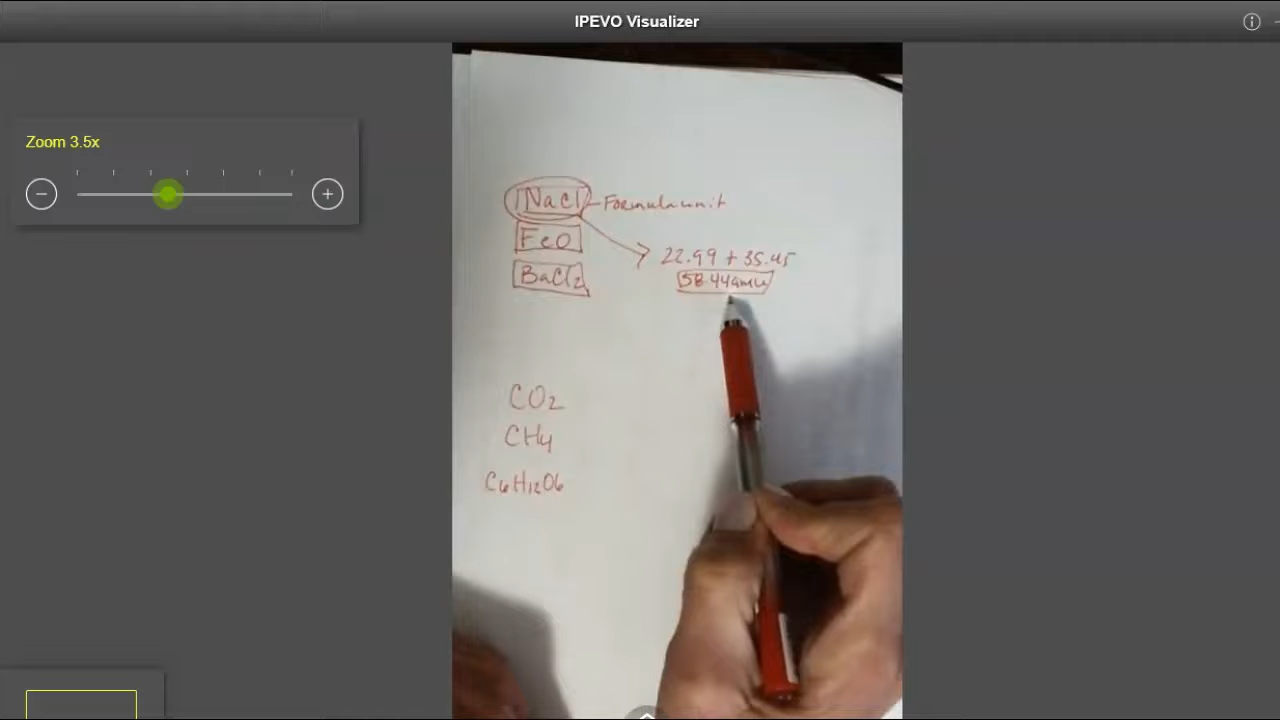 IPEVO Visualizer
Zoom 3.5x
NaCl - Formula unit
FeO
22.99 + 35.45
BaCl2
58.44amu
CO2
CH4
C6H12O6